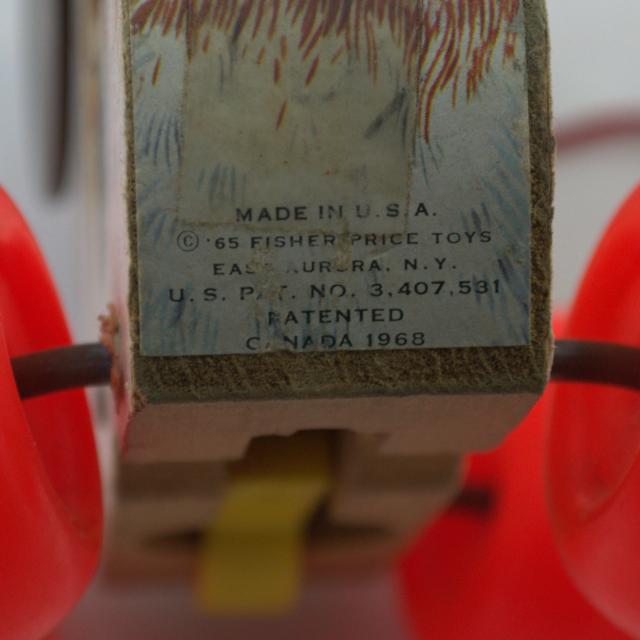 MADE IN U.S.A.
© '65 FISHER PRICE TOYS
EAST AURORA, N.Y.
U.S. PAT. NO. 3,407,531
PATENTED
CANADA 1968